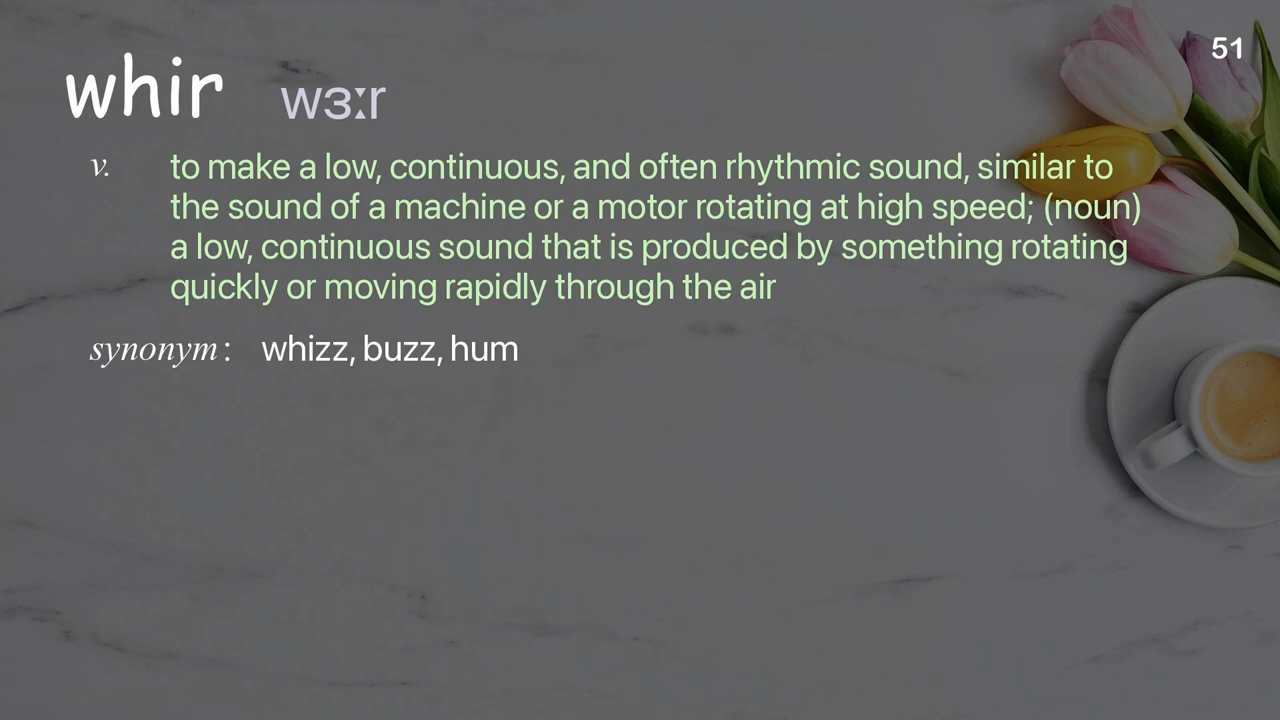 51
whir wɜːr
v. to make a low, continuous, and often rhythmic sound, similar to
the sound of a machine or a motor rotating at high speed; (noun)
a low, continuous sound that is produced by something rotating
quickly or moving rapidly through the air
synonym: whizz, buzz, hum